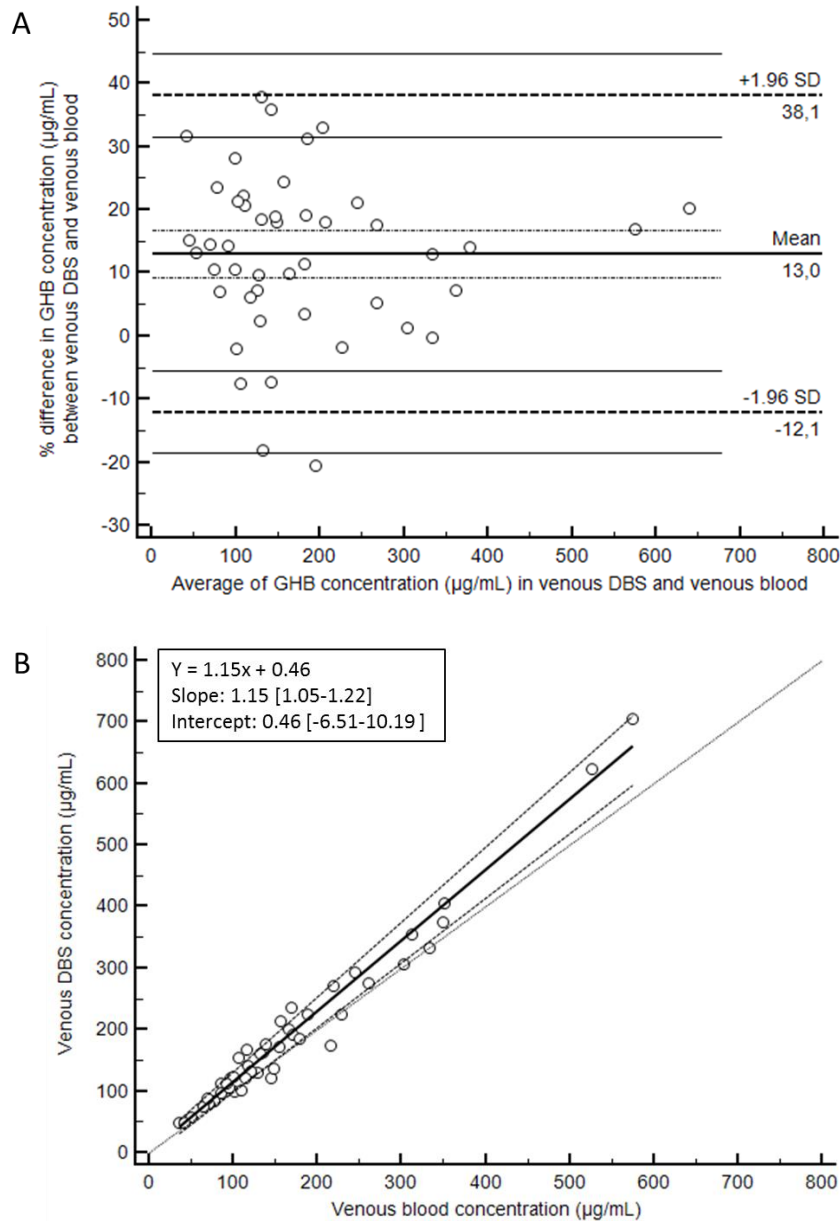 A
50
40
30
20
10
0
-10
-20
-30
% difference in GHB concentration (µg/mL)
between venous DBS and venous blood
+1.96 SD
38,1
Mean
13,0
-1.96 SD
-12,1
0 100 200 300 400 500 600 700 800
Average of GHB concentration (µg/mL) in venous DBS and venous blood
B
Y = 1.15x + 0.46
Slope: 1.15 [1.05-1.22]
Intercept: 0.46 [-6.51-10.19 ]
800
700
600
500
400
300
200
100
0
Venous DBS concentration (µg/mL)
0 100 200 300 400 500 600 700 800
Venous blood concentration (µg/mL)